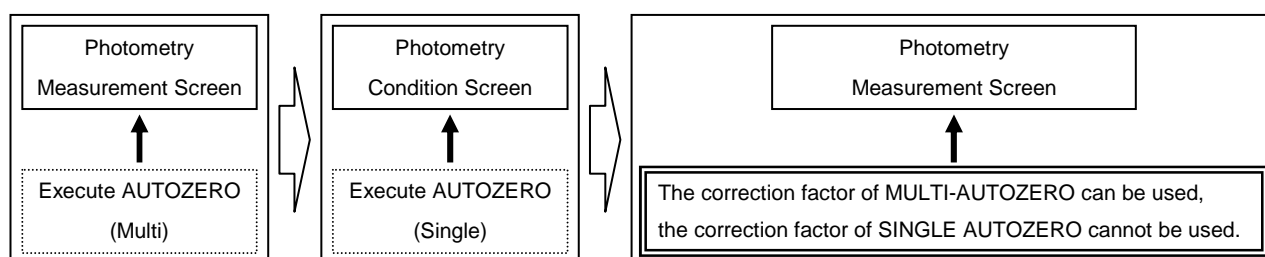 Photometry
Measurement Screen
Execute AUTOZERO
(Multi)
Photometry
Condition Screen
Execute AUTOZERO
(Single)
Photometry
Measurement Screen
The correction factor of MULTI-AUTOZERO can be used,
the correction factor of SINGLE AUTOZERO cannot be used.